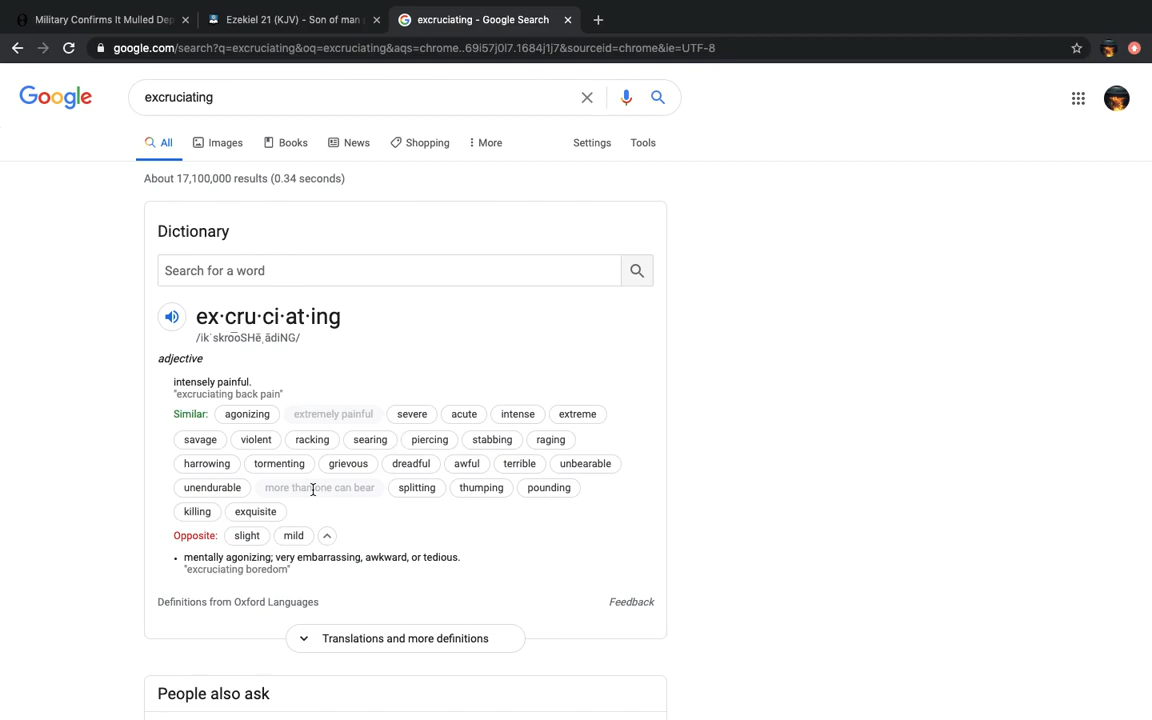 Military Confirms It Mulled Dep
Ezekiel 21 (KJV) - Son of man
excruciating - Google Search
google.com/search?q=excruciating&oq=excruciating&aqs=chrome..69i57j0l7.1684j1j7&sourceid=chrome&ie=UTF-8
Google
excruciating
All Images Books News Shopping More Settings Tools
About 17,100,000 results (0.34 seconds)
Dictionary
Search for a word
ex·cru·ci·at·ing
/ikˈskro͞oSHēˌādiNG/
adjective
intensely painful.
"excruciating back pain"
Similar: agonizing extremely painful severe acute intense extreme
savage violent racking searing piercing stabbing raging
harrowing tormenting grievous dreadful awful terrible unbearable
unendurable more than one can bear splitting thumping pounding
killing exquisite
Opposite: slight mild
• mentally agonizing; very embarrassing, awkward, or tedious.
"excruciating boredom"
Definitions from Oxford Languages Feedback
Translations and more definitions
People also ask